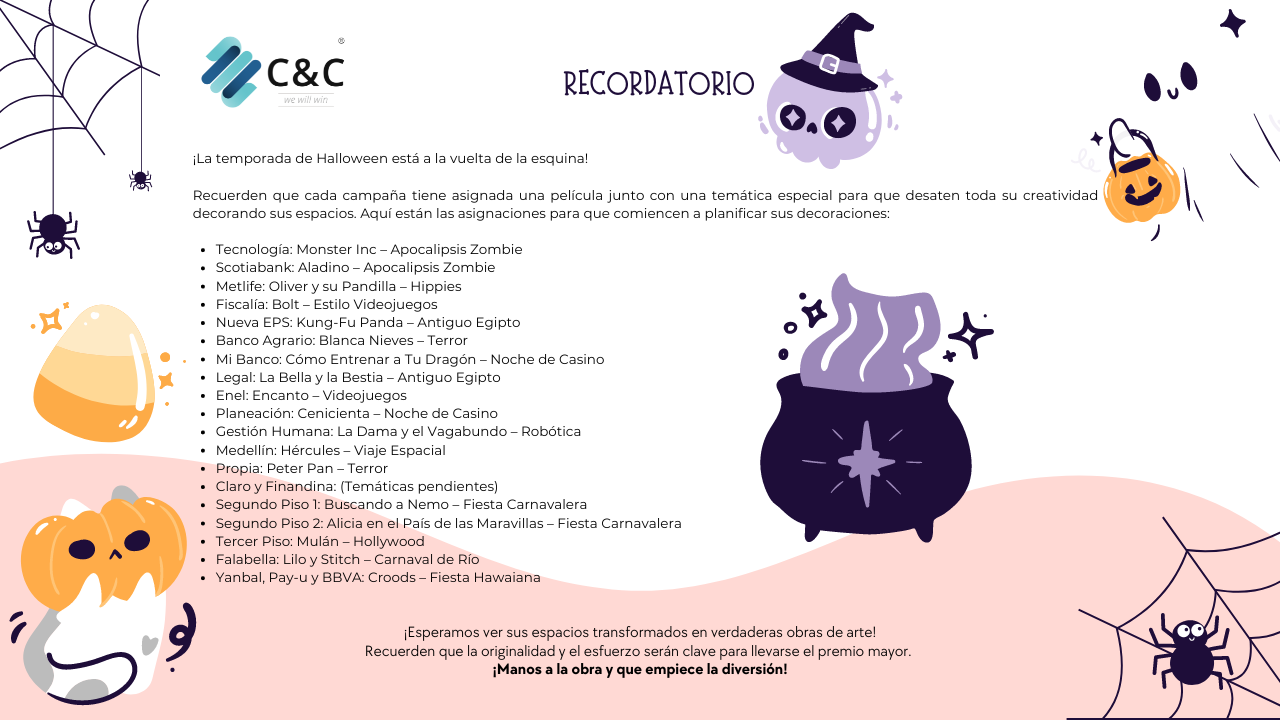 C&C
®
we will win
RECORDATORIO
¡La temporada de Halloween está a la vuelta de la esquina!
Recuerden que cada campaña tiene asignada una película junto con una temática especial para que desaten toda su creatividad
decorando sus espacios. Aquí están las asignaciones para que comiencen a planificar sus decoraciones:
• Tecnología: Monster Inc – Apocalipsis Zombie
• Scotiabank: Aladino – Apocalipsis Zombie
• Metlife: Oliver y su Pandilla – Hippies
• Fiscalía: Bolt – Estilo Videojuegos
• Nueva EPS: Kung-Fu Panda – Antiguo Egipto
• Banco Agrario: Blanca Nieves – Terror
• Mi Banco: Cómo Entrenar a Tu Dragón – Noche de Casino
• Legal: La Bella y la Bestia – Antiguo Egipto
• Enel: Encanto – Videojuegos
• Planeación: Cenicienta – Noche de Casino
• Gestión Humana: La Dama y el Vagabundo – Robótica
• Medellín: Hércules – Viaje Espacial
• Propia: Peter Pan – Terror
• Claro y Finandina: (Temáticas pendientes)
• Segundo Piso 1: Buscando a Nemo – Fiesta Carnavalera
• Segundo Piso 2: Alicia en el País de las Maravillas – Fiesta Carnavalera
• Tercer Piso: Mulán – Hollywood
• Falabella: Lilo y Stitch – Carnaval de Río
• Yanbal, Pay-u y BBVA: Croods – Fiesta Hawaiana
¡Esperamos ver sus espacios transformados en verdaderas obras de arte!
Recuerden que la originalidad y el esfuerzo serán clave para llevarse el premio mayor.
¡Manos a la obra y que empiece la diversión!